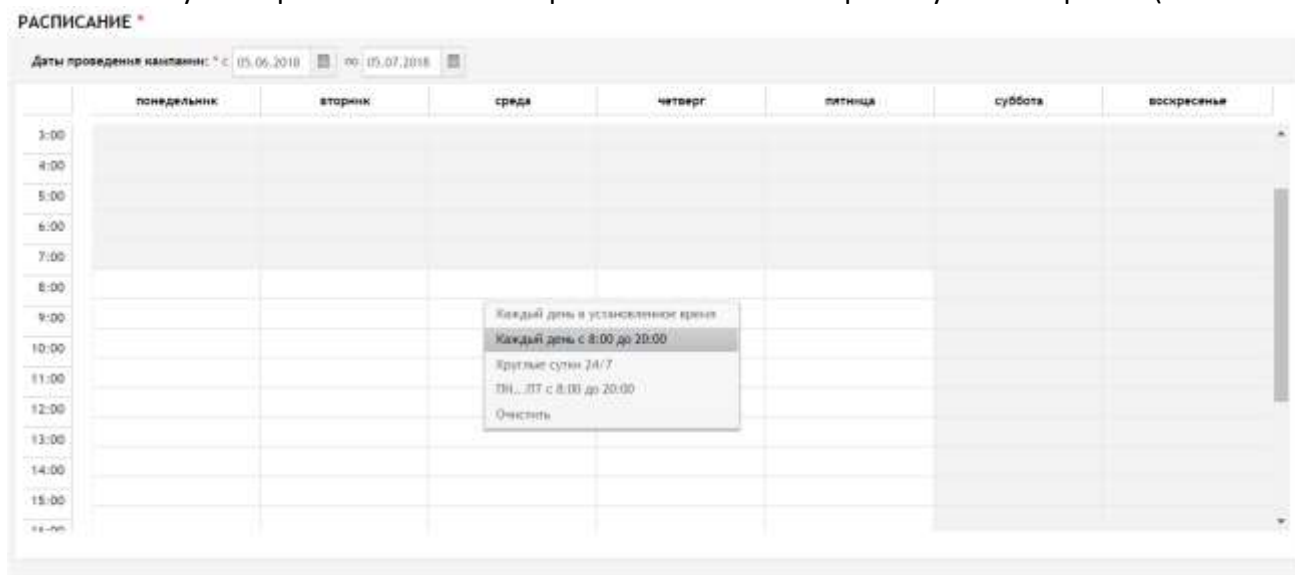 РАСПИСАНИЕ *
Даты проведения кампании: * с 05.06.2018 по 05.07.2018
понедельник вторник среда четверг пятница суббота воскресенье
3:00
4:00
5:00
6:00
7:00
8:00
9:00
Каждый день в установленное время
Каждый день с 8:00 до 20:00
10:00
Круглые сутки 24/7
11:00
ПН...ПТ с 8:00 до 20:00
12:00
Очистить
13:00
14:00
15:00